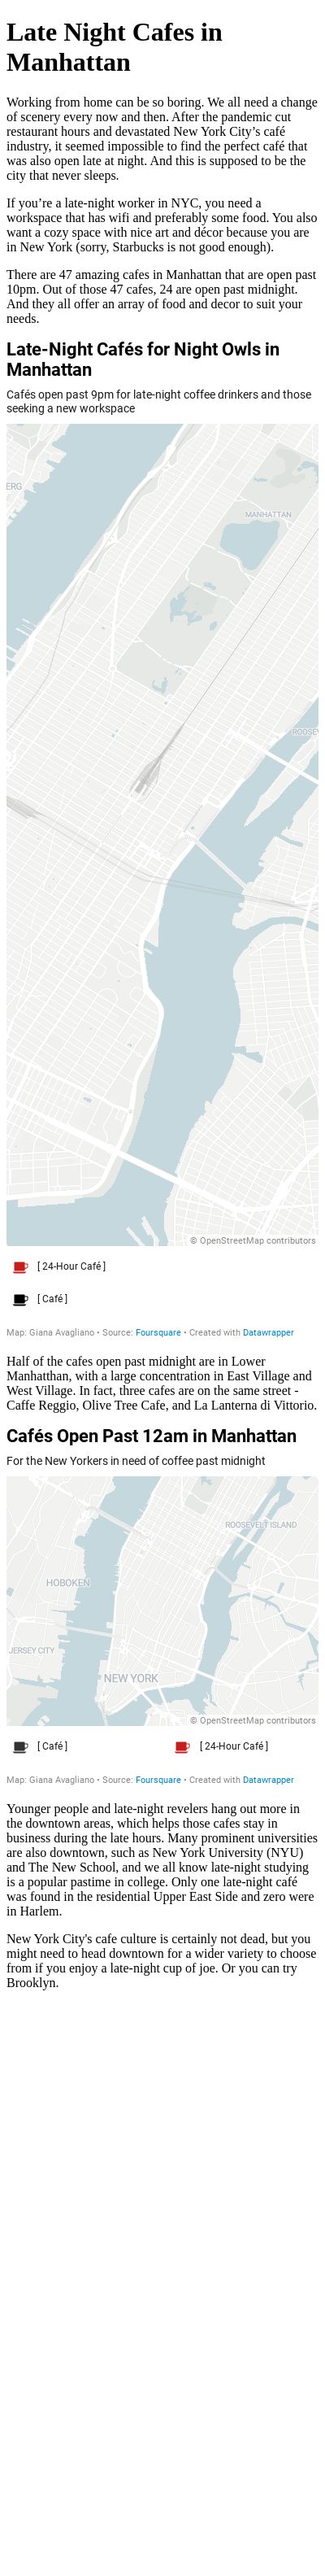 Late Night Cafes in
Manhattan
Working from home can be so boring. We all need a change
of scenery every now and then. After the pandemic cut
restaurant hours and devastated New York City’s café
industry, it seemed impossible to find the perfect café that
was also open late at night. And this is supposed to be the
city that never sleeps.
If you’re a late-night worker in NYC, you need a
workspace that has wifi and preferably some food. You also
want a cozy space with nice art and décor because you are
in New York (sorry, Starbucks is not good enough).
There are 47 amazing cafes in Manhattan that are open past
10pm. Out of those 47 cafes, 24 are open past midnight.
And they all offer an array of food and decor to suit your
needs.
Late-Night Cafés for Night Owls in
Manhattan
Cafés open past 9pm for late-night coffee drinkers and those
seeking a new workspace
ERG
MANHATTAN
ROOSEV
© OpenStreetMap contributors
[ 24-Hour Café ]
[ Café ]
Map: Giana Avagliano • Source: Foursquare • Created with Datawrapper
Half of the cafes open past midnight are in Lower
Manhatthan, with a large concentration in East Village and
West Village. In fact, three cafes are on the same street -
Caffe Reggio, Olive Tree Cafe, and La Lanterna di Vittorio.
Cafés Open Past 12am in Manhattan
For the New Yorkers in need of coffee past midnight
ROOSEVELT ISLAND
HOBOKEN
JERSEY CITY
NEW YORK
© OpenStreetMap contributors
[ Café ] [ 24-Hour Café ]
Map: Giana Avagliano • Source: Foursquare • Created with Datawrapper
Younger people and late-night revelers hang out more in
the downtown areas, which helps those cafes stay in
business during the late hours. Many prominent universities
are also downtown, such as New York University (NYU)
and The New School, and we all know late-night studying
is a popular pastime in college. Only one late-night café
was found in the residential Upper East Side and zero were
in Harlem.
New York City's cafe culture is certainly not dead, but you
might need to head downtown for a wider variety to choose
from if you enjoy a late-night cup of joe. Or you can try
Brooklyn.